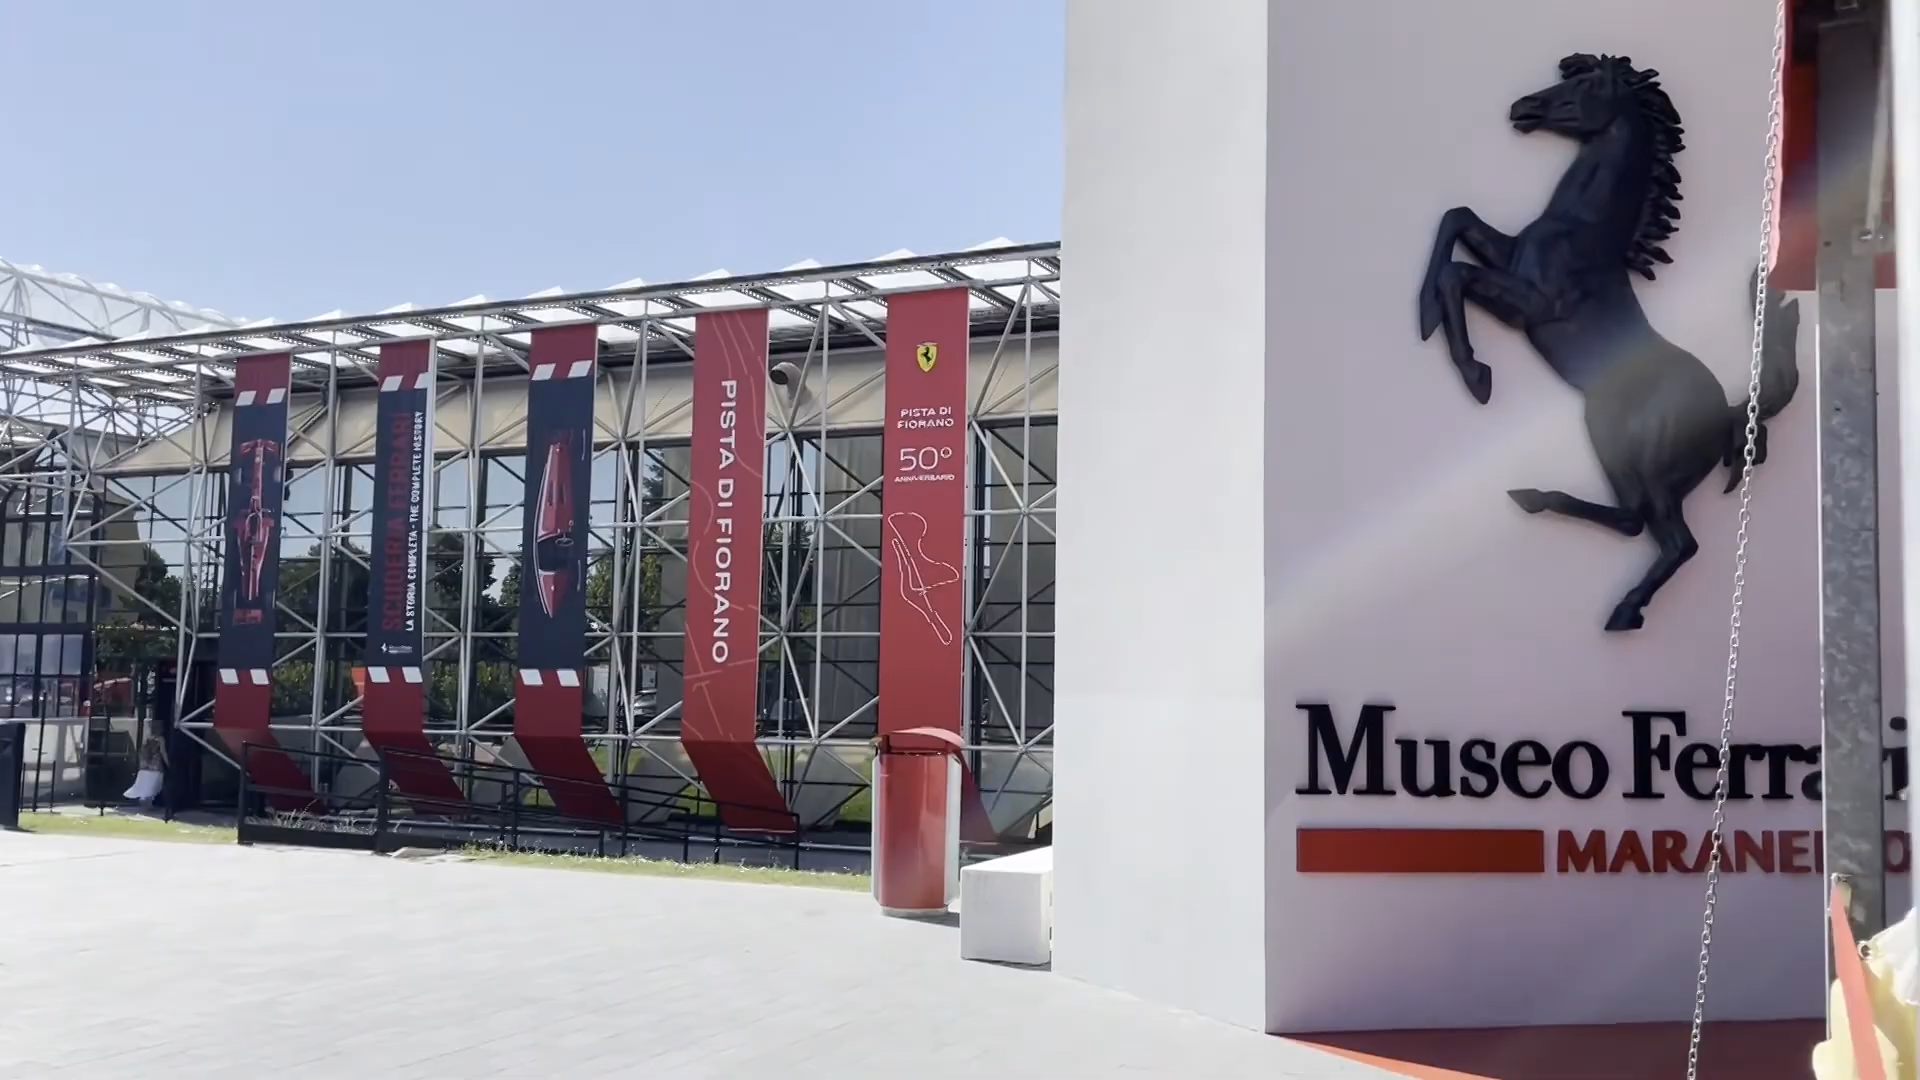 SCUDERIA FERRARI
LA STORIA COMPLETA - THE COMPLETE HISTORY
PISTA DI FIORANO
PISTA DI
FIORANO
50°
ANNIVERSARIO
Museo Ferrari
MARANELLO